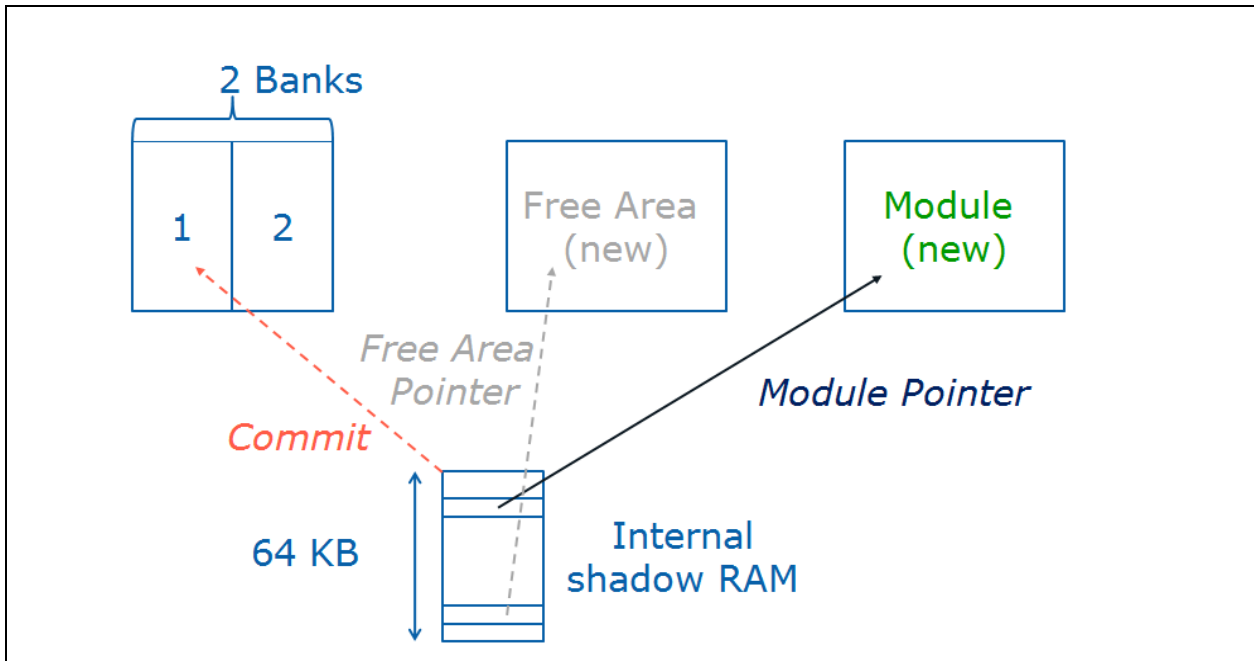 2 Banks
1
2
Free Area
(new)
Module
(new)
Free Area
Pointer
Module Pointer
Commit
64 KB
Internal
shadow RAM